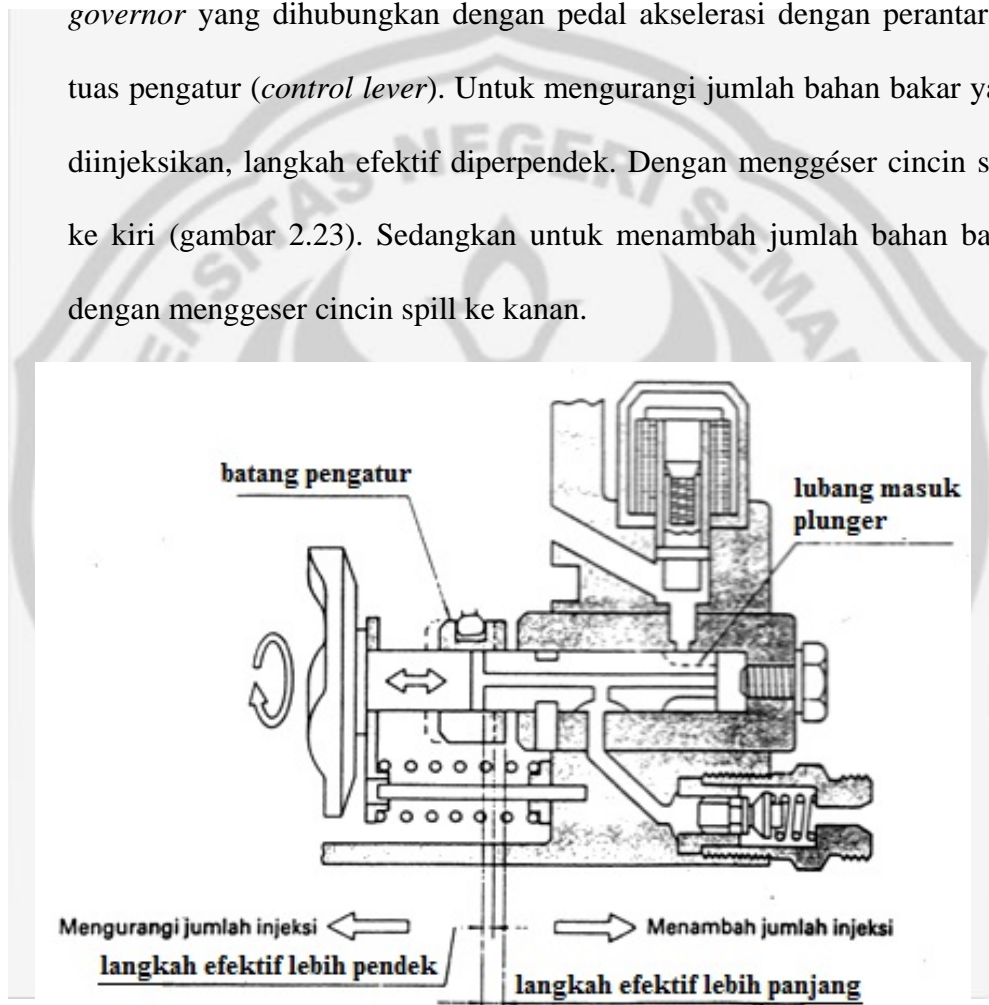 governor yang dihubungkan dengan pedal akselerasi dengan
tuas pengatur (control lever). Untuk mengurangi jumlah bahan bakar
diinjeksikan, langkah efektif diperpendek. Dengan menggéser cincin
ke kiri (gambar 2.23). Sedangkan untuk menambah jumlah bahan
dengan menggeser cincin spill ke kanan.
batang pengatur
lubang masuk
plunger
Mengurangi jumlah injeksi
Menambah jumlah injeksi
langkah efektif lebih pendek
langkah efektif lebih panjang